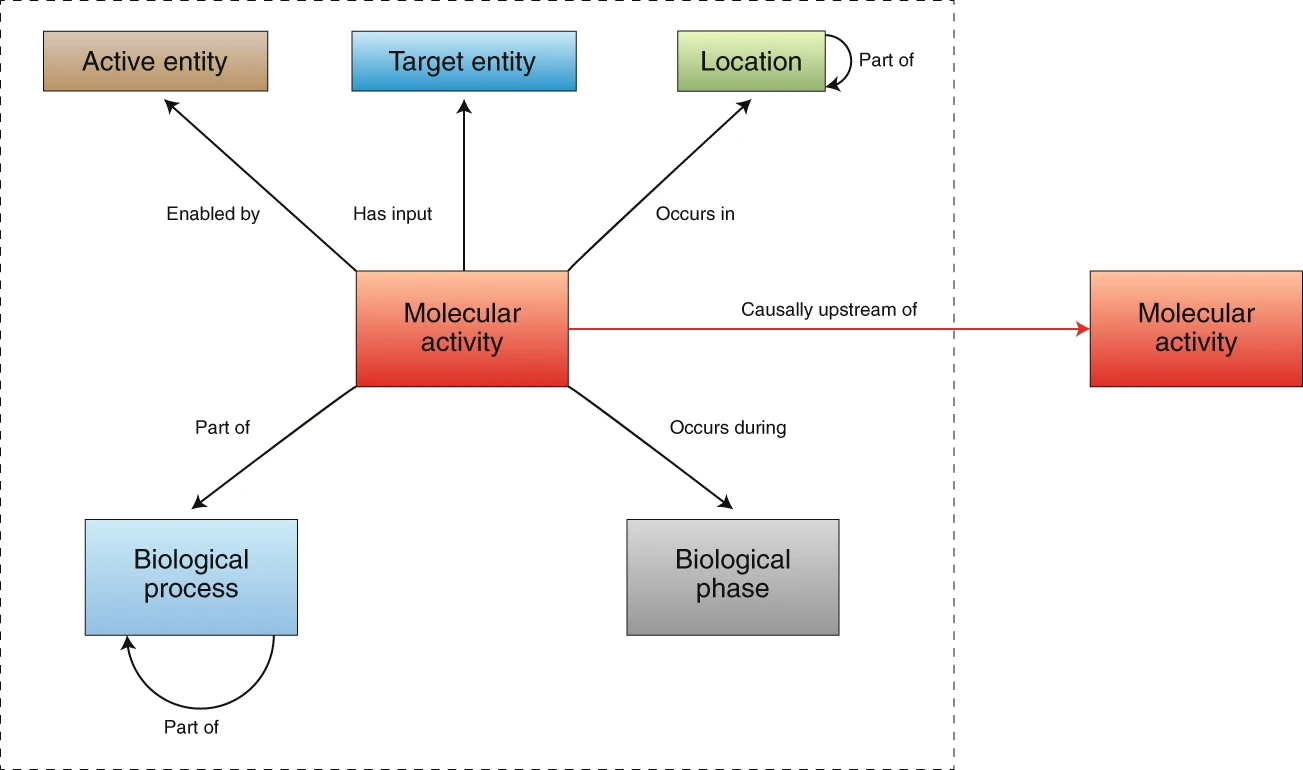 Active entity
Target entity
Location
Part of
Enabled by
Has input
Occurs in
Causally upstream of
Molecular
activity
Molecular
activity
Part of
Occurs during
Biological
process
Biological
phase
Part of